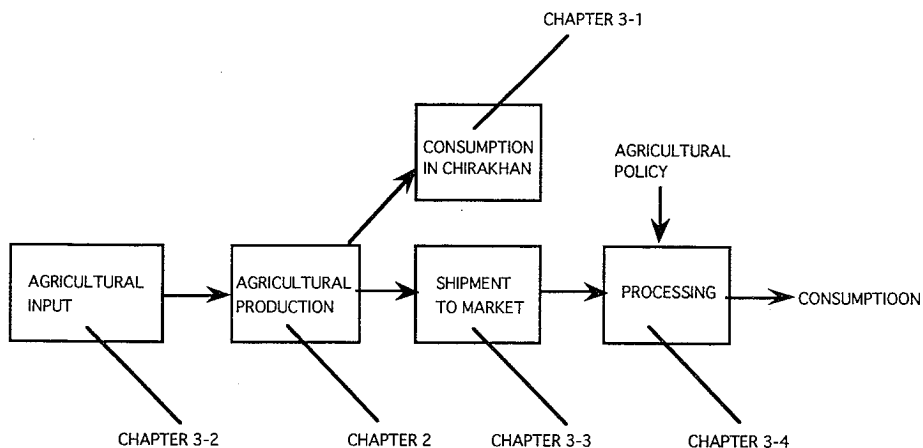 CHAPTER 3-1
CONSUMPTION
IN CHIRAKHAN
AGRICULTURAL
POLICY
AGRICULTURAL
INPUT
AGRICULTURAL
PRODUCTION
SHIPMENT
TO MARKET
PROCESSING
CONSUMPTIOON
CHAPTER 3-2
CHAPTER 2
CHAPTER 3-3
CHAPTER 3-4